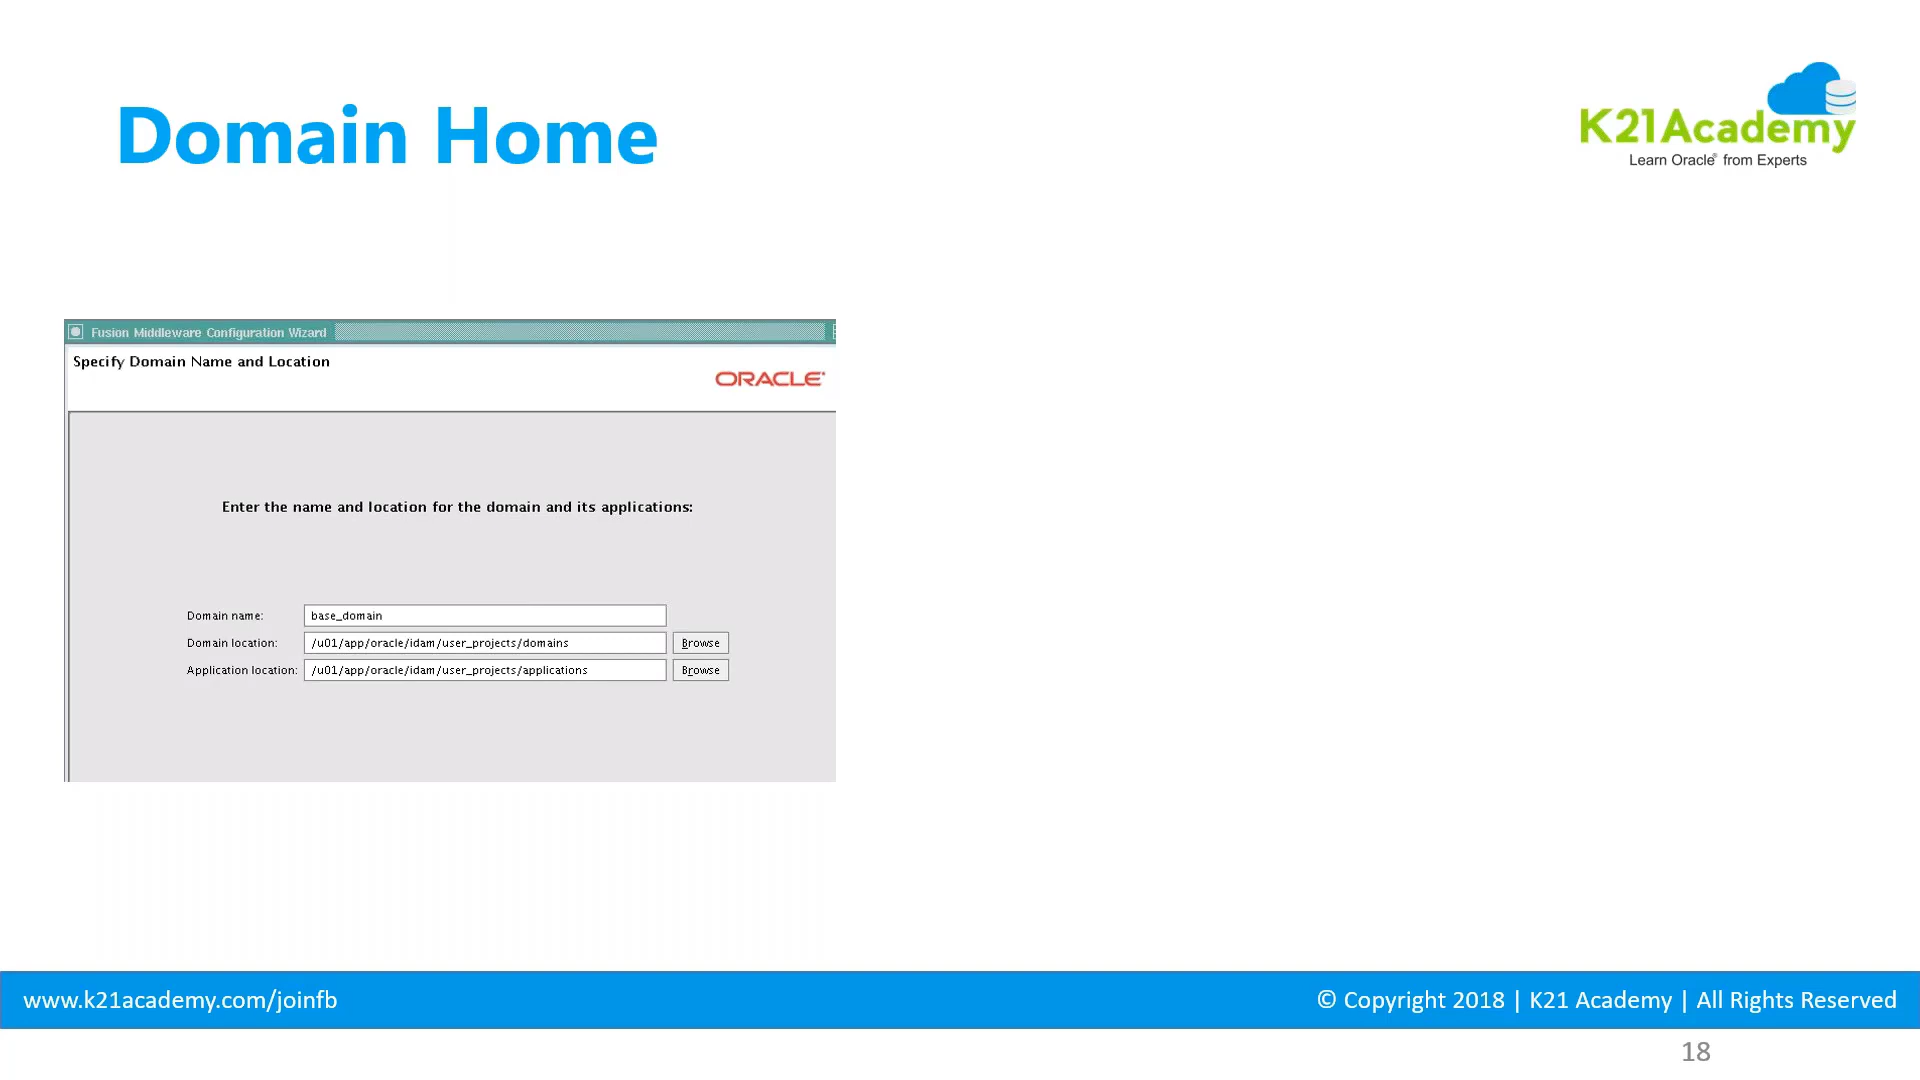 Domain Home
K21Academy
Learn Oracle® from Experts
Fusion Middleware Configuration Wizard
Specify Domain Name and Location
ORACLE®
Enter the name and location for the domain and its applications:
Domain name: base_domain
Domain location: /u01/app/oracle/idam/user_projects/domains Browse
Application location: /u01/app/oracle/idam/user_projects/applications Browse
www.k21academy.com/joinfb © Copyright 2018 | K21 Academy | All Rights Reserved
18